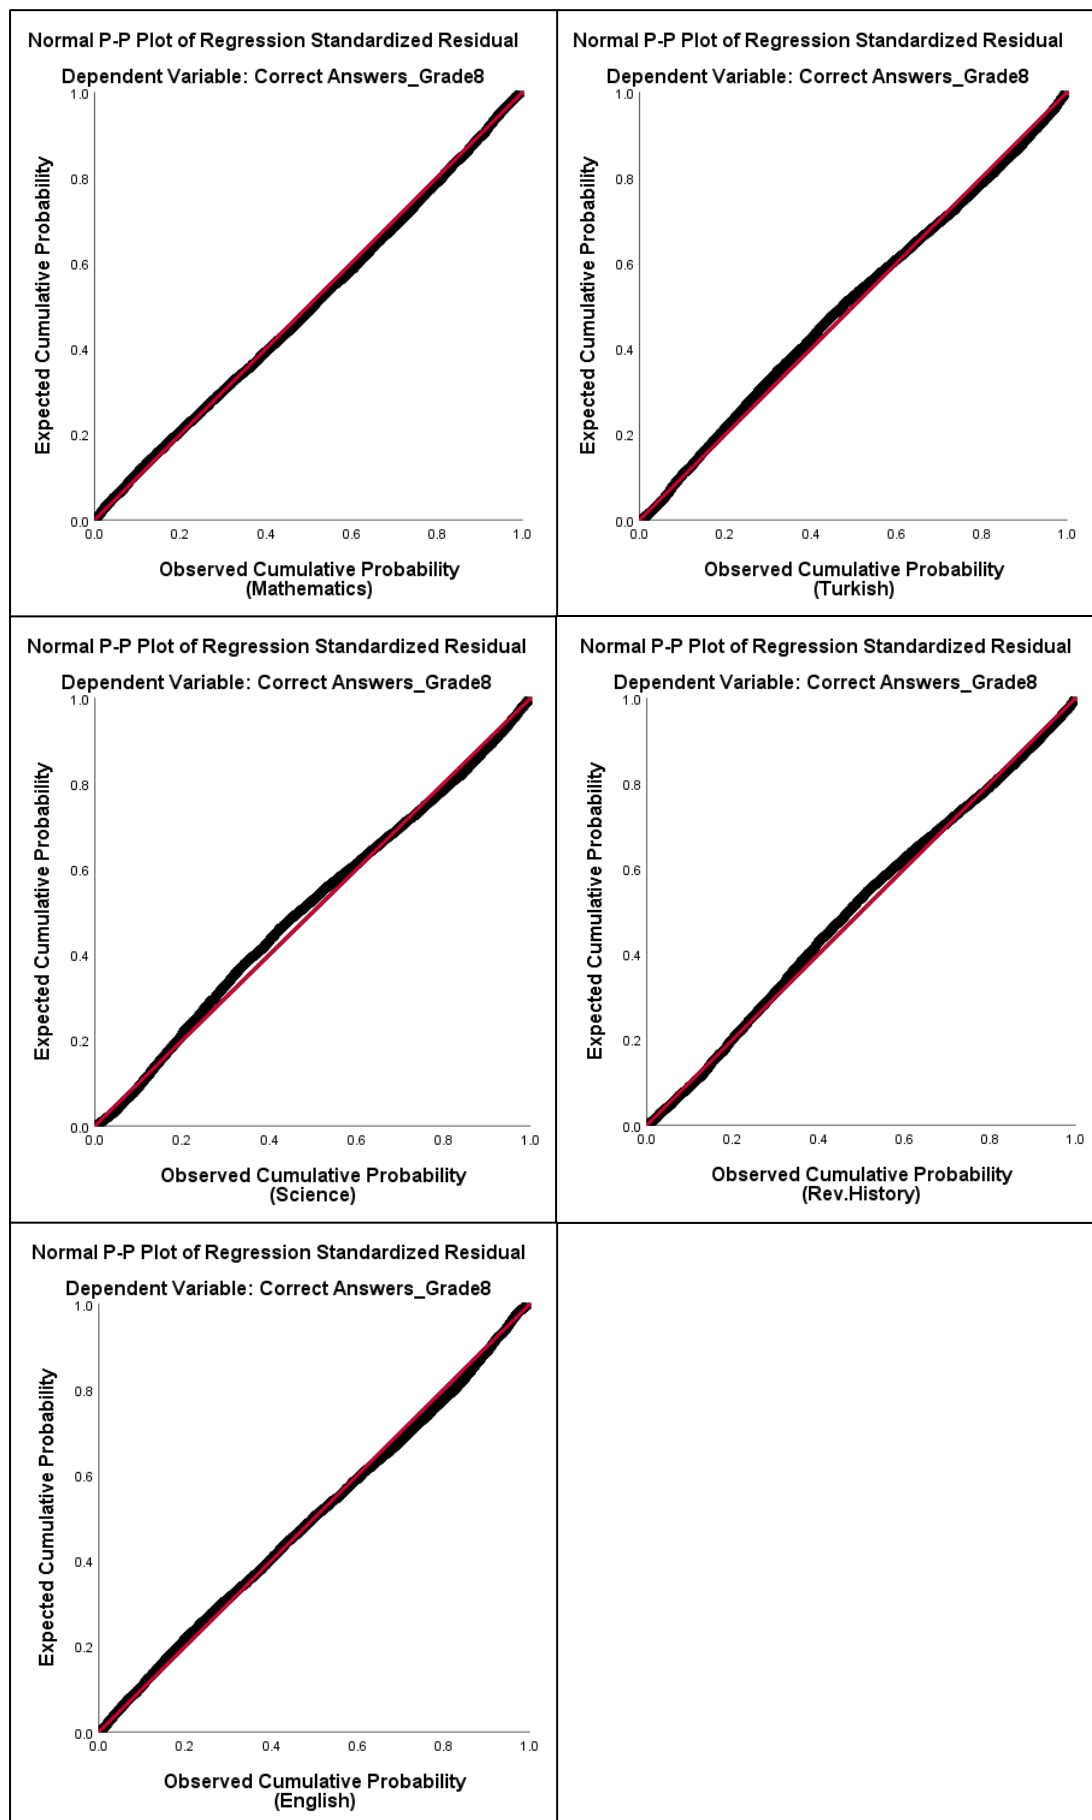 Normal P-P Plot of Regression Standardized Residual
Dependent Variable: Correct Answers_Grade8
1.0
0.8
0.6
0.4
0.2
0.0
Expected Cumulative Probability
0.0 0.2 0.4 0.6 0.8 1.0
Observed Cumulative Probability
(Mathematics)
Normal P-P Plot of Regression Standardized Residual
Dependent Variable: Correct Answers_Grade8
1.0
0.8
0.6
0.4
0.2
0.0
Expected Cumulative Probability
0.0 0.2 0.4 0.6 0.8 1.0
Observed Cumulative Probability
(Turkish)
Normal P-P Plot of Regression Standardized Residual
Dependent Variable: Correct Answers_Grade8
1.0
0.8
0.6
0.4
0.2
0.0
Expected Cumulative Probability
0.0 0.2 0.4 0.6 0.8 1.0
Observed Cumulative Probability
(Science)
Normal P-P Plot of Regression Standardized Residual
Dependent Variable: Correct Answers_Grade8
1.0
0.8
0.6
0.4
0.2
0.0
Expected Cumulative Probability
0.0 0.2 0.4 0.6 0.8 1.0
Observed Cumulative Probability
(Rev.History)
Normal P-P Plot of Regression Standardized Residual
Dependent Variable: Correct Answers_Grade8
1.0
0.8
0.6
0.4
0.2
0.0
Expected Cumulative Probability
0.0 0.2 0.4 0.6 0.8 1.0
Observed Cumulative Probability
(English)